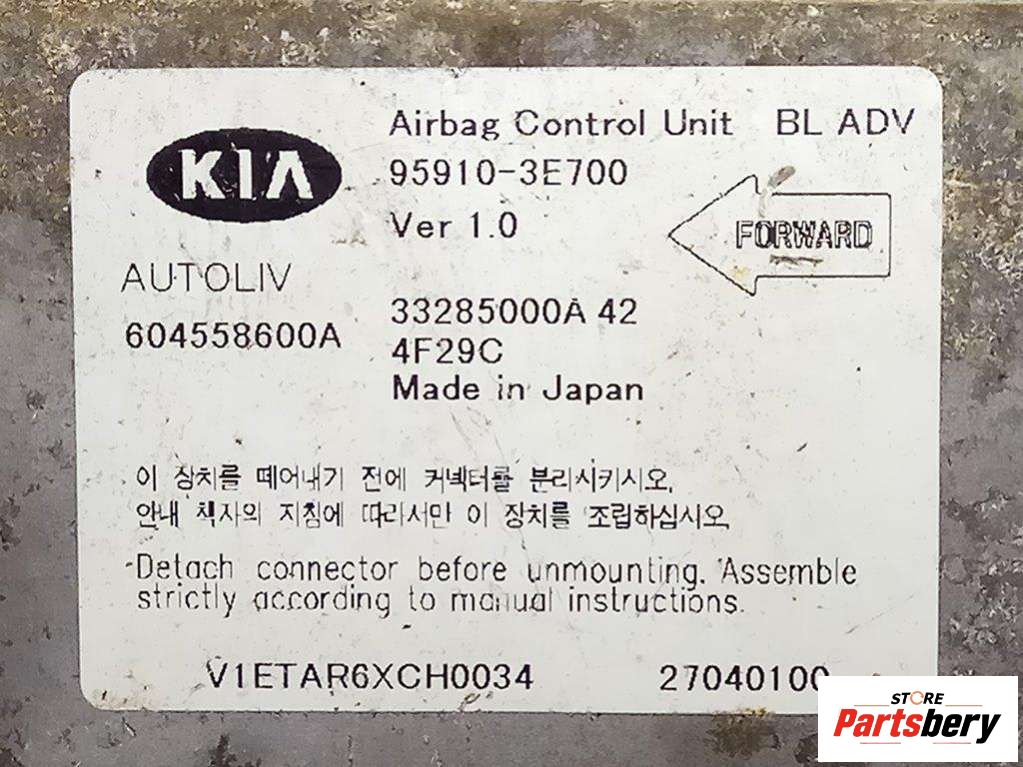 KIA
Airbag Control Unit BL ADV
95910-3E700
Ver 1.0
FORWARD
AUTOLIV
604558600A
33285000A 42
4F29C
Made in Japan
이 장치를 떼어내기 전에 커넥터를 분리시키시오.
안내 책자의 지침에 따라서만 이 장치를 조립하십시오.
Detach connector before unmounting. Assemble
strictly according to manual instructions.
V1ETAR6XCH0034 27040100
STORE
Partsbery